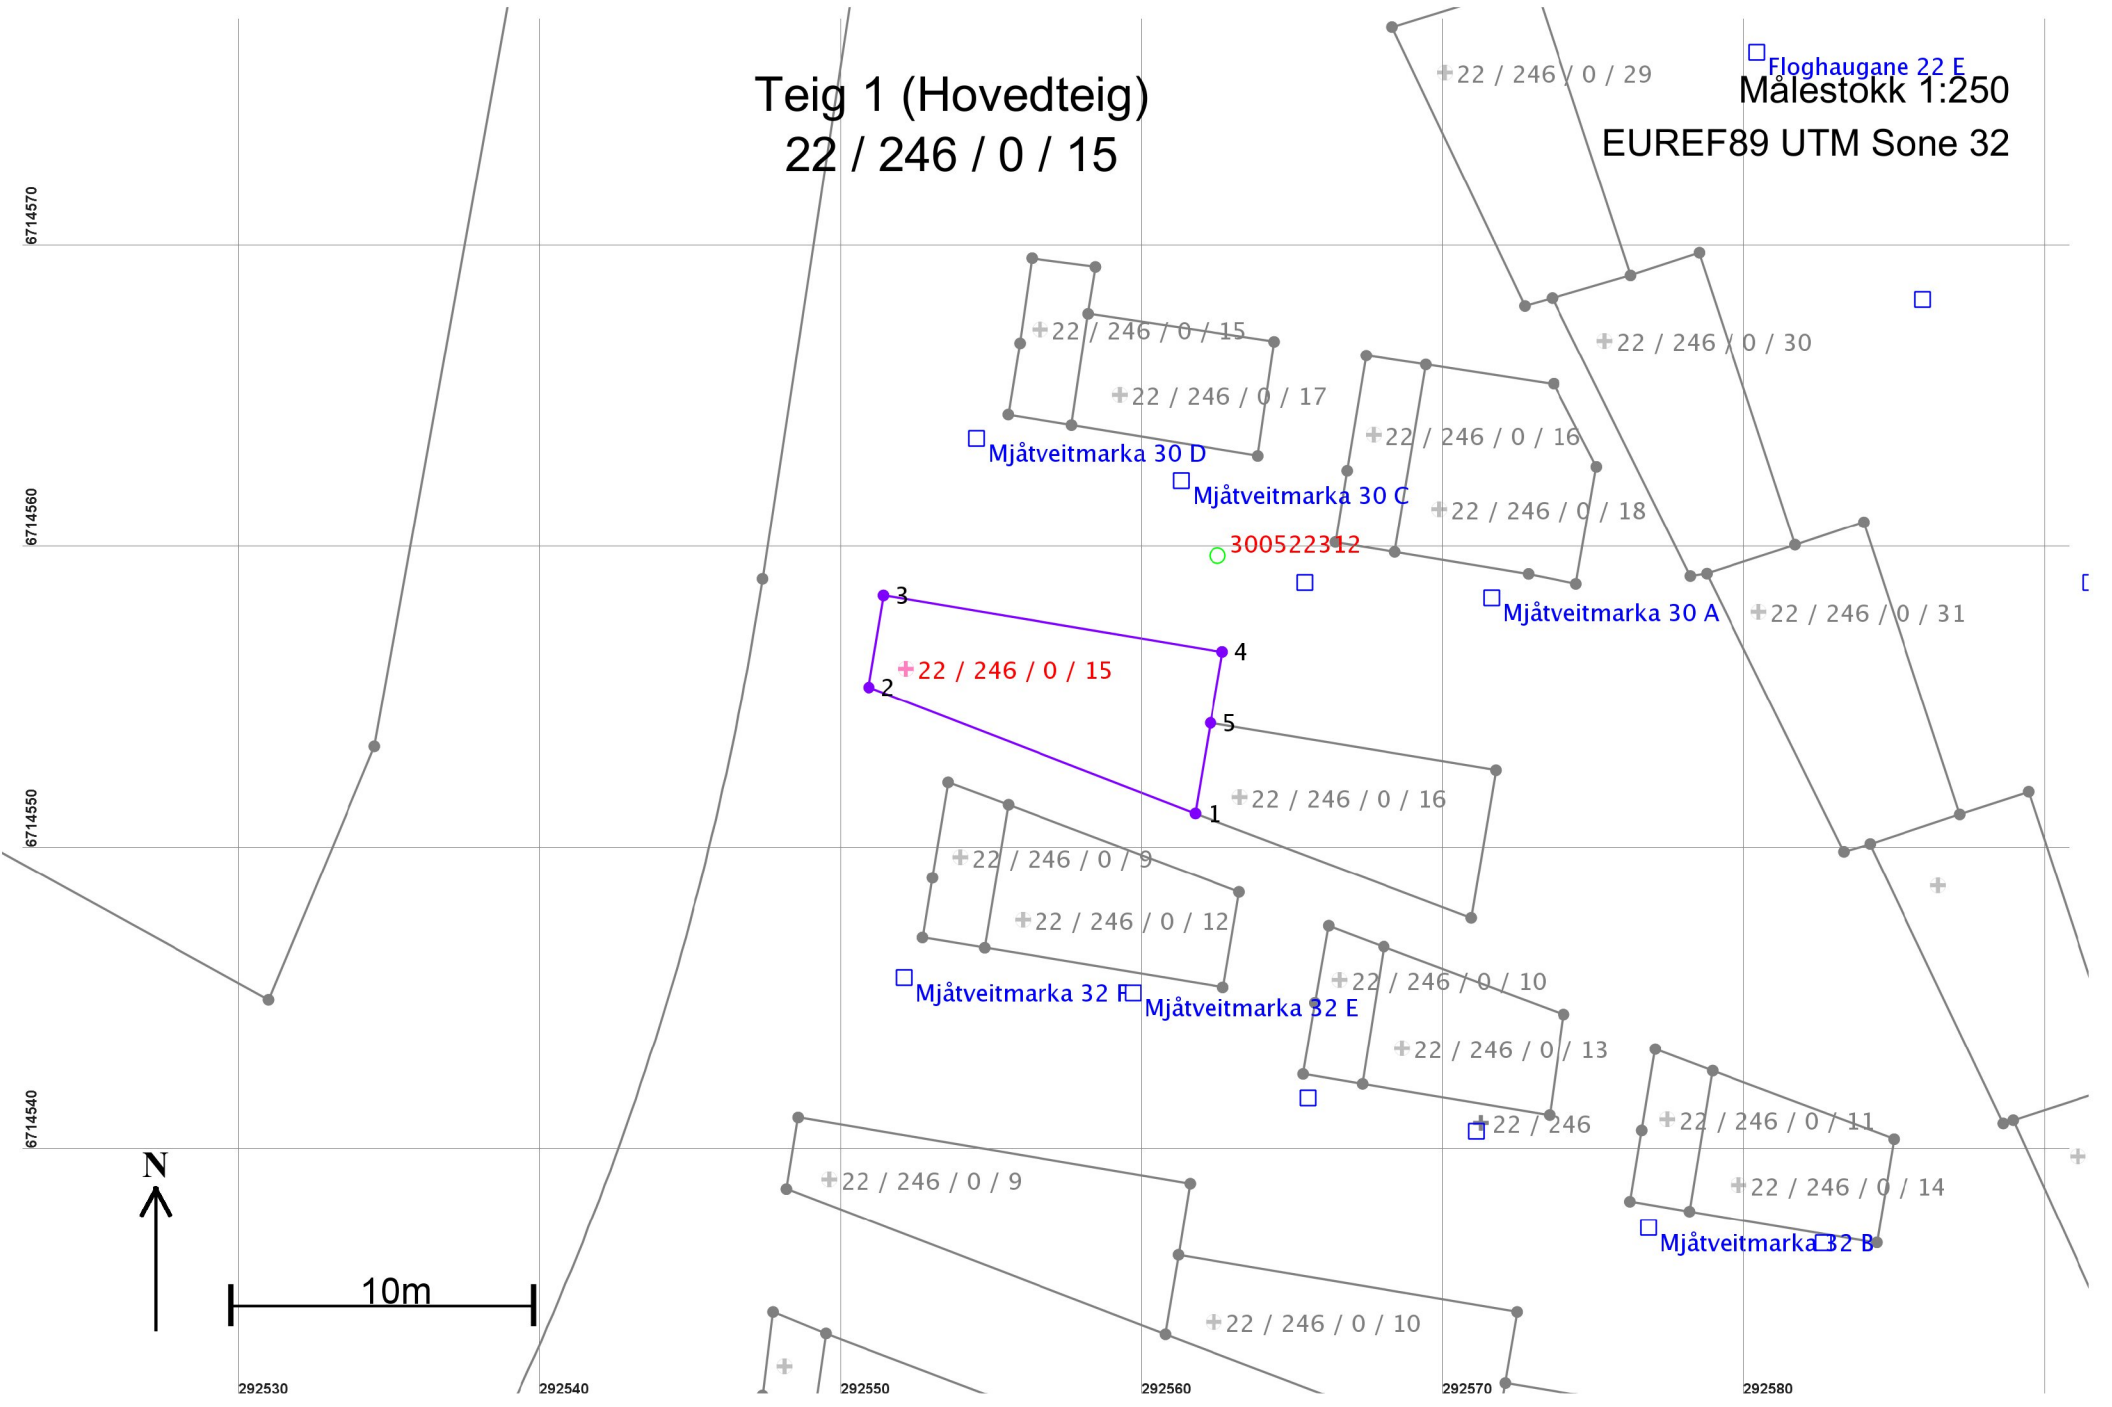 Teig 1 (Hovedteig)
22 / 246 / 0 / 15
Målestokk 1:250
EUREF89 UTM Sone 32
22 / 246 / 0 / 29
Floghaugane 22 E
6714570
22 / 246 / 0 / 15
22 / 246 / 0 / 30
22 / 246 / 0 / 17
22 / 246 / 0 / 16
Mjåtveitmarka 30 D
Mjåtveitmarka 30 C
22 / 246 / 0 / 18
6714560
300522312
3
Mjåtveitmarka 30 A
22 / 246 / 0 / 31
4
22 / 246 / 0 / 15
2
5
22 / 246 / 0 / 16
1
6714550
22 / 246 / 0 / 9
22 / 246 / 0 / 12
22 / 246 / 0 / 10
Mjåtveitmarka 32 F
Mjåtveitmarka 32 E
22 / 246 / 0 / 13
6714540
22 / 246
22 / 246 / 0 / 11
N
22 / 246 / 0 / 9
22 / 246 / 0 / 14
Mjåtveitmarka 32 B
10m
22 / 246 / 0 / 10
292530
292540
292550
292560
292570
292580